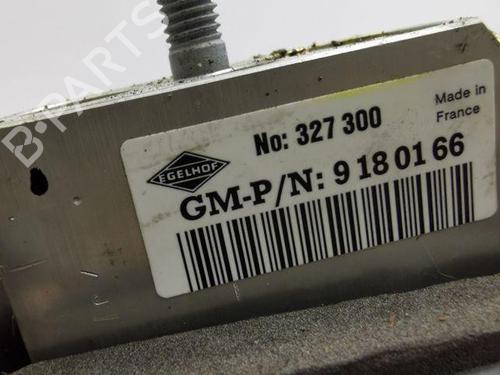 B-PARTS
No: 327 300
Made in
France
EGELHOF
GM-P/N: 9 18 01 66